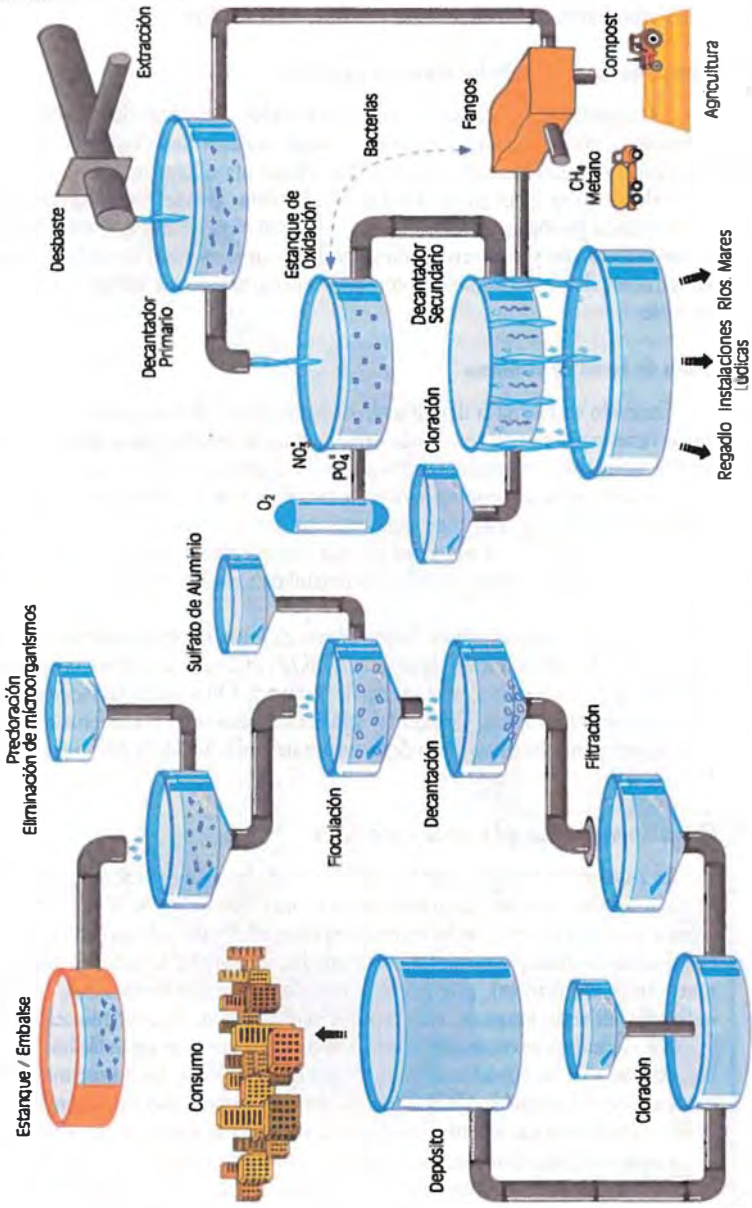 Estanque / Embalse
Precloración
Eliminación de microorganismos
Sulfato de Aluminio
Floculación
Decantación
Filtración
Cloración
Depósito
Consumo
Extracción
Desbaste
Decantador
Primario
Estanque de
Oxidación
Bacterias
O₂
NO₃⁼
PO₄⁼
Decantador
Secundario
Cloración
Fangos
CH₄
Metano
Compost
Agricultura
Regadío Instalaciones Ríos. Mares
Lúdicas